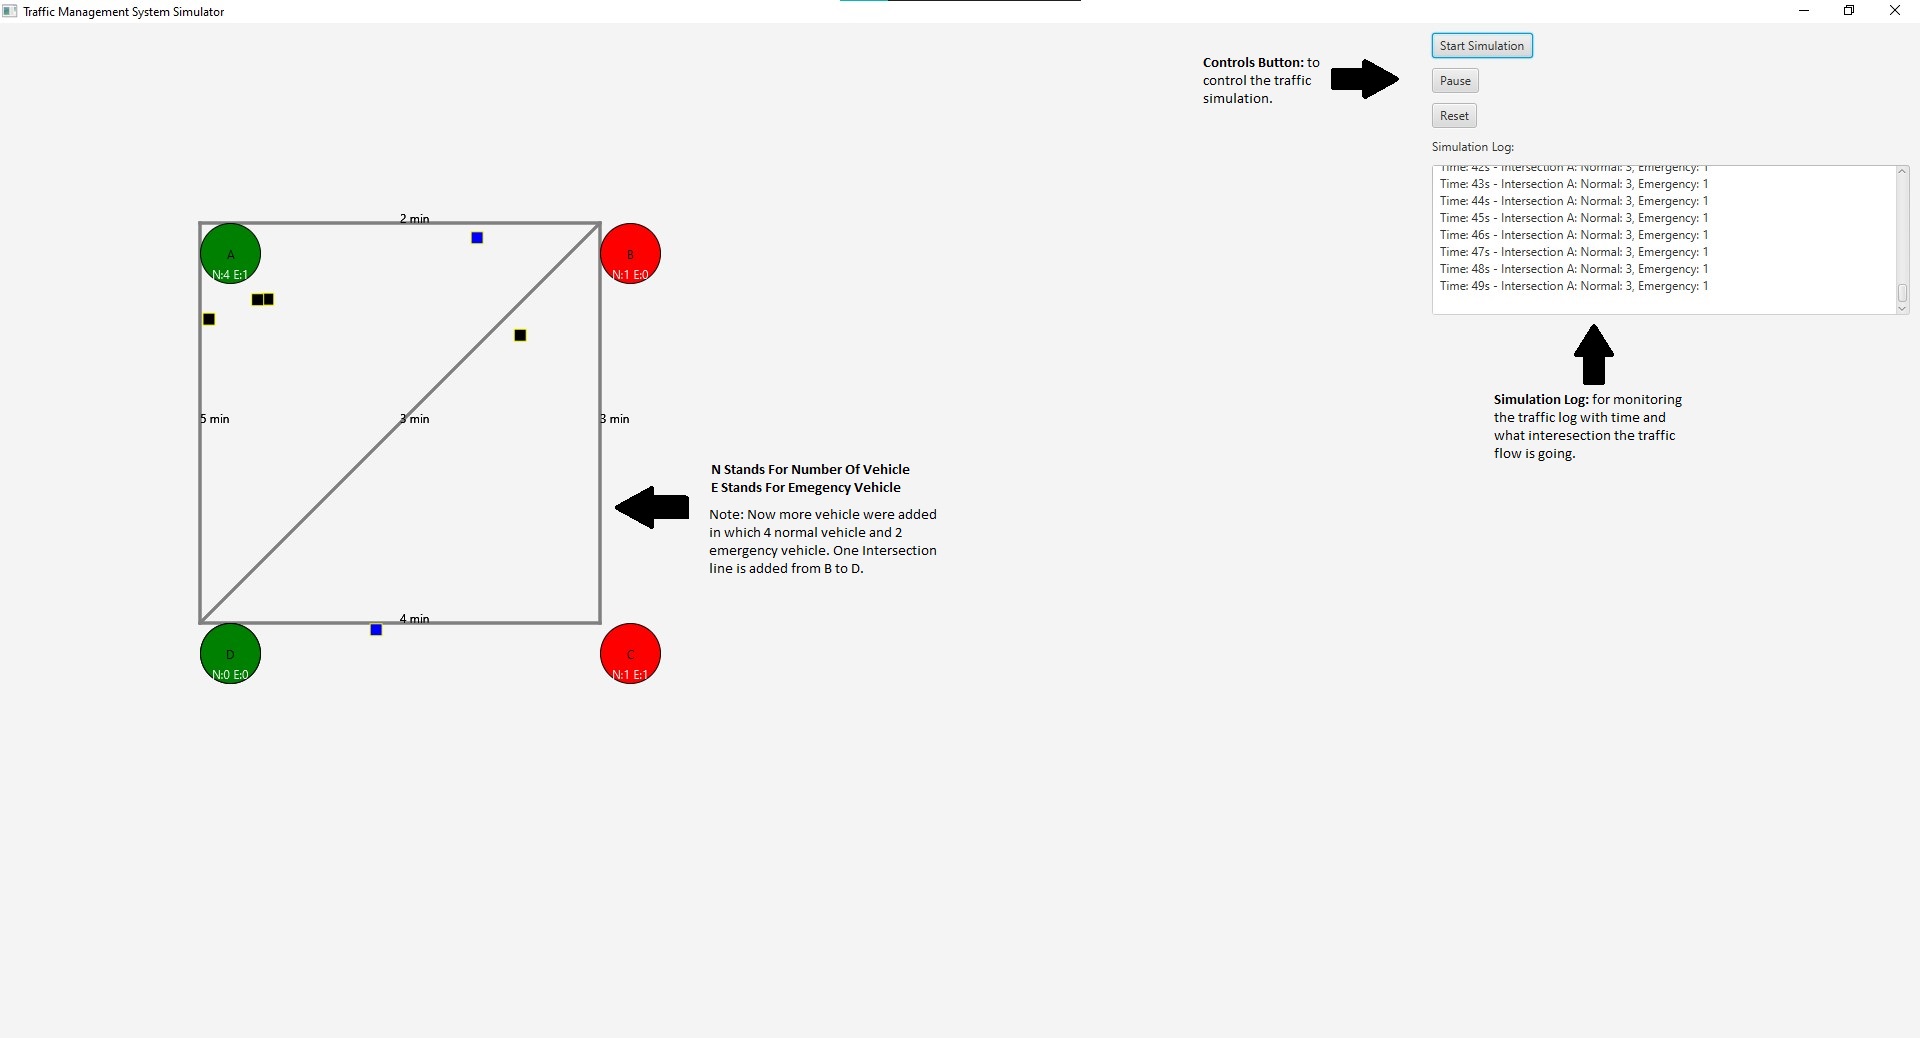 Traffic Management System Simulator
Start Simulation
Controls Button: to
control the traffic
simulation.
Pause
Reset
Simulation Log:
Time: 42s - Intersection A: Normal: 3, Emergency: 1
Time: 43s - Intersection A: Normal: 3, Emergency: 1
Time: 44s - Intersection A: Normal: 3, Emergency: 1
Time: 45s - Intersection A: Normal: 3, Emergency: 1
Time: 46s - Intersection A: Normal: 3, Emergency: 1
Time: 47s - Intersection A: Normal: 3, Emergency: 1
Time: 48s - Intersection A: Normal: 3, Emergency: 1
Time: 49s - Intersection A: Normal: 3, Emergency: 1
Simulation Log: for monitoring
the traffic log with time and
what interesection the traffic
flow is going.
2 min
A
N:4 E:1
B
N:1 E:0
5 min
3 min
3 min
N Stands For Number Of Vehicle
E Stands For Emegency Vehicle
Note: Now more vehicle were added
in which 4 normal vehicle and 2
emergency vehicle. One Intersection
line is added from B to D.
4 min
D
N:0 E:0
C
N:1 E:1